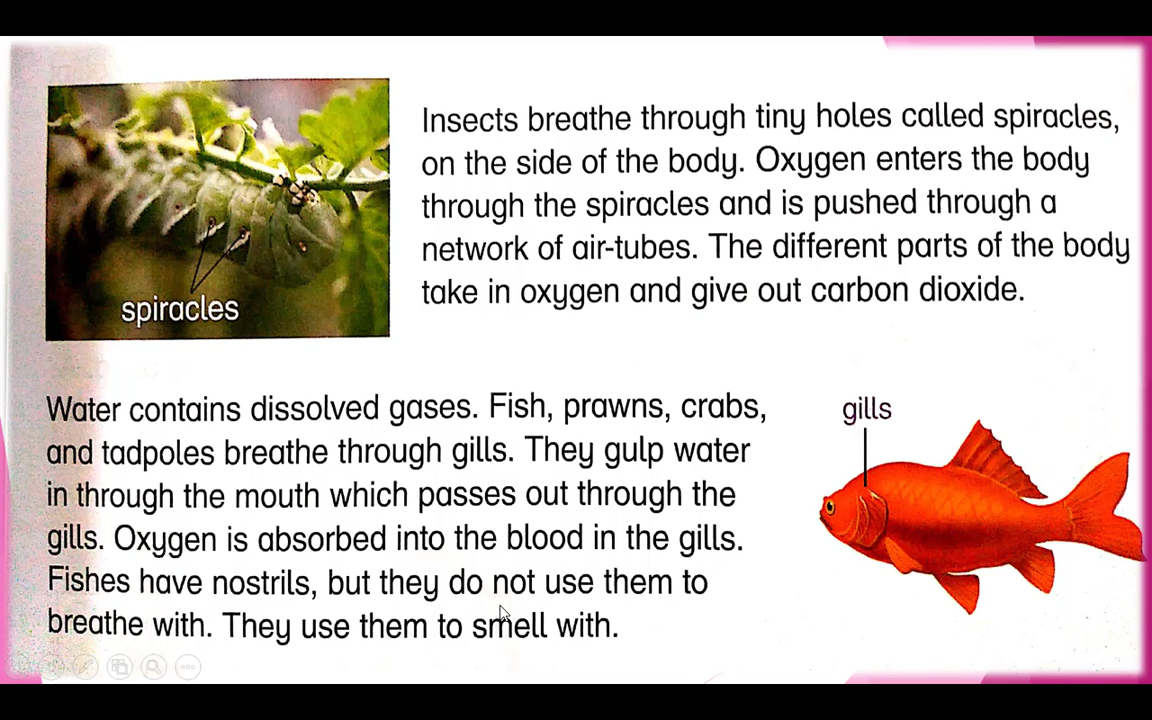 Insects breathe through tiny holes called spiracles,
on the side of the body. Oxygen enters the body
through the spiracles and is pushed through a
network of air-tubes. The different parts of the body
take in oxygen and give out carbon dioxide.
spiracles
Water contains dissolved gases. Fish, prawns, crabs,
and tadpoles breathe through gills. They gulp water
in through the mouth which passes out through the
gills. Oxygen is absorbed into the blood in the gills.
Fishes have nostrils, but they do not use them to
breathe with. They use them to smell with.
gills